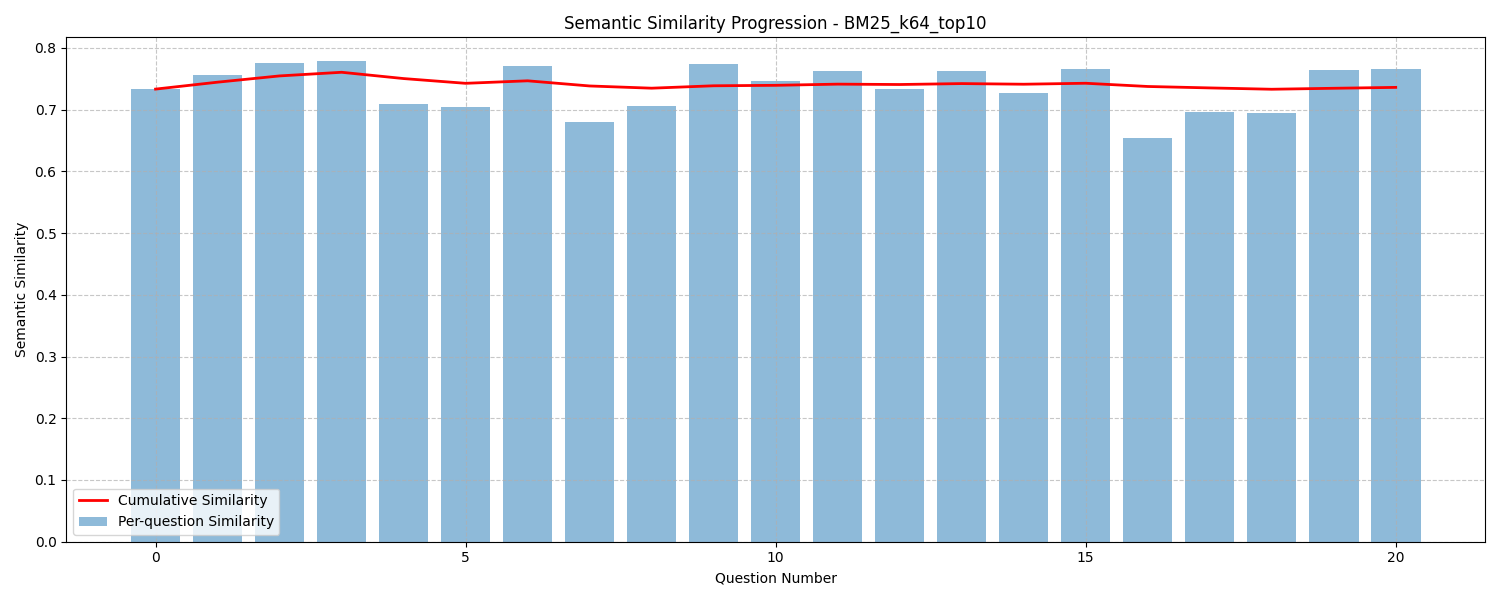 Semantic Similarity Progression - BM25_k64_top10
Semantic Similarity
0.8
0.7
0.6
0.5
0.4
0.3
0.2
0.1
0.0
Cumulative Similarity
Per-question Similarity
0 5 10 15 20
Question Number